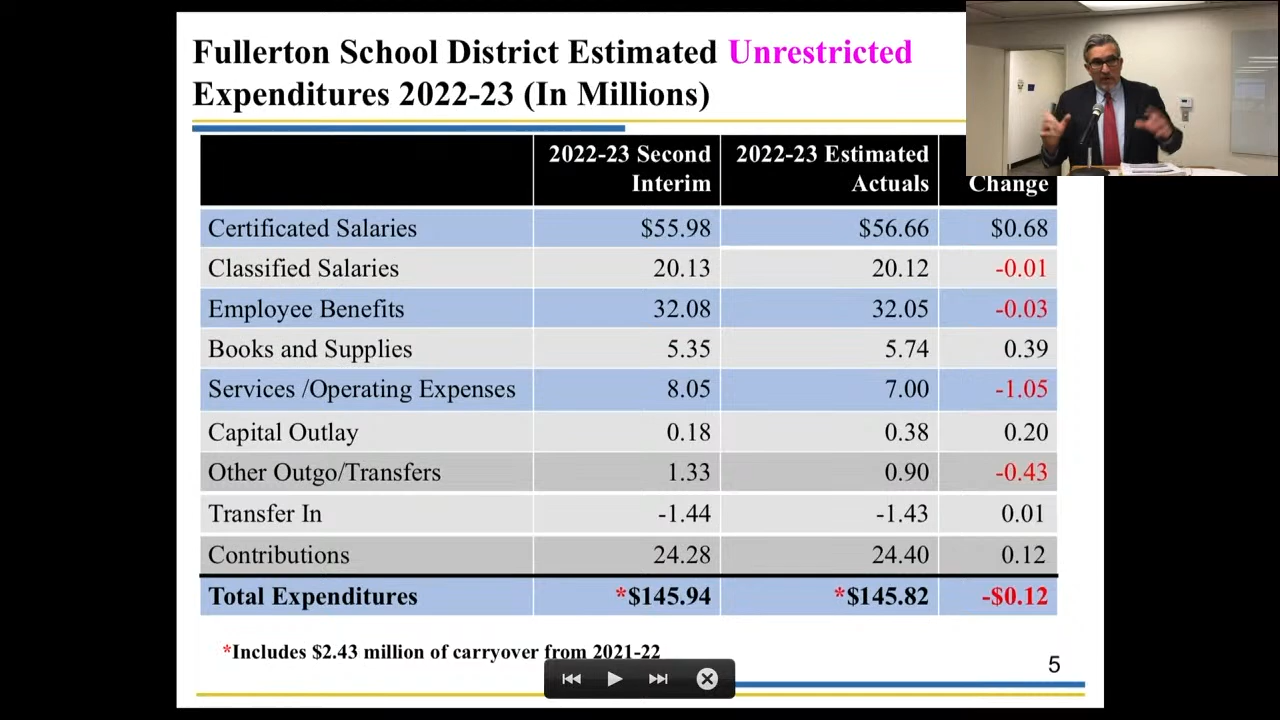 Fullerton School District Estimated Unrestricted
Expenditures 2022-23 (In Millions)
2022-23 Second Interim 2022-23 Estimated Actuals Change
Certificated Salaries $55.98 $56.66 $0.68
Classified Salaries 20.13 20.12 -0.01
Employee Benefits 32.08 32.05 -0.03
Books and Supplies 5.35 5.74 0.39
Services /Operating Expenses 8.05 7.00 -1.05
Capital Outlay 0.18 0.38 0.20
Other Outgo/Transfers 1.33 0.90 -0.43
Transfer In -1.44 -1.43 0.01
Contributions 24.28 24.40 0.12
Total Expenditures *$145.94 *$145.82 -$0.12
*Includes $2.43 million of carryover from 2021-22
5